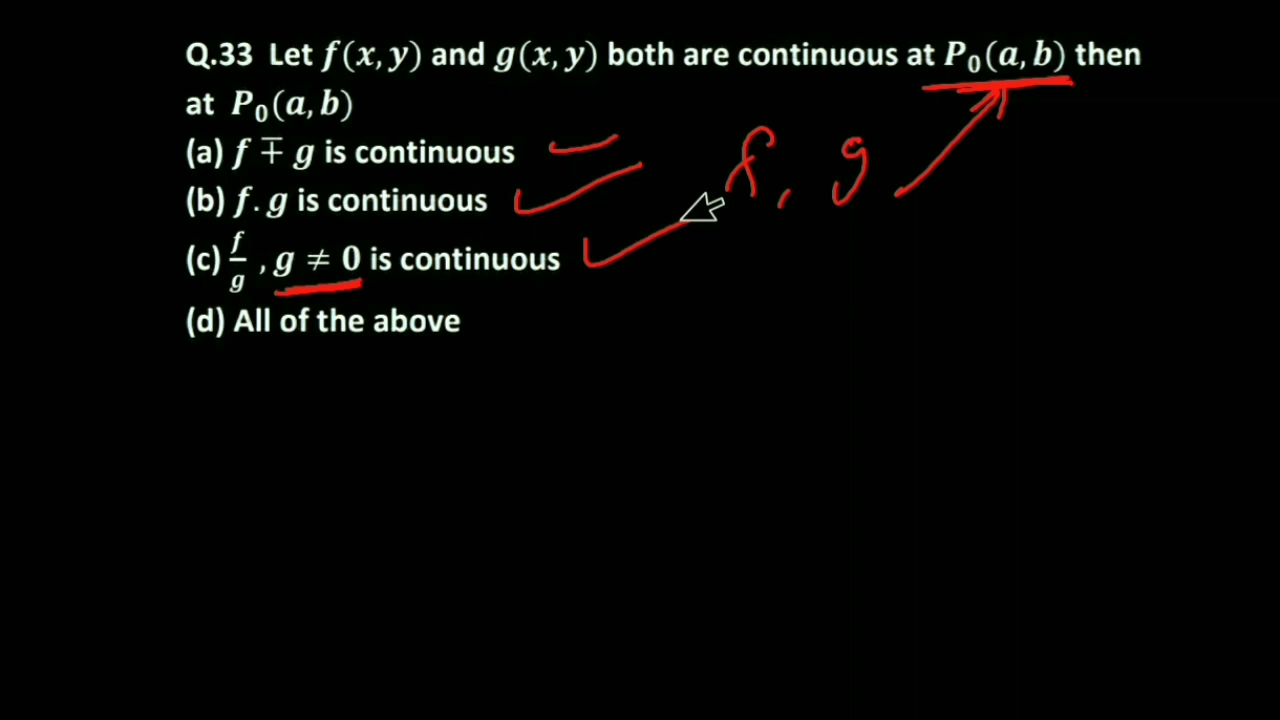 Q.33 Let f(x, y) and g(x, y) both are continuous at P₀(a, b) then
at P₀(a, b)
(a) f ∓ g is continuous
(b) f. g is continuous
f, g
(c) f/g , g ≠ 0 is continuous
(d) All of the above